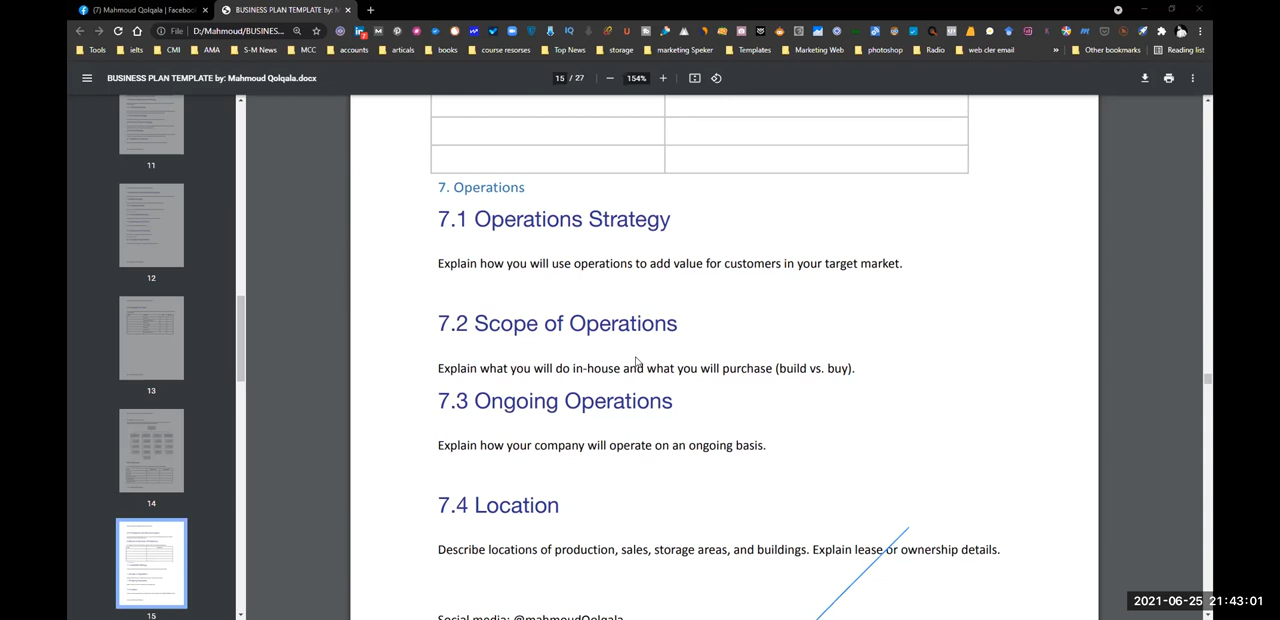 (7) Mahmoud Qolqala | Facebo
BUSINESS PLAN TEMPLATE by: M
File D:/Mahmoud/BUSINES...
Tools ielts CMI AMA S-M News MCC accounts articals books course resorses Top News storage marketing Speker Templates Marketing Web photoshop Radio web cler email » Other bookmarks Reading list
BUSINESS PLAN TEMPLATE by: Mahmoud Qolqala.docx 15 / 27 154%
11
12
13
14
15
7. Operations
7.1 Operations Strategy
Explain how you will use operations to add value for customers in your target market.
7.2 Scope of Operations
Explain what you will do in-house and what you will purchase (build vs. buy).
7.3 Ongoing Operations
Explain how your company will operate on an ongoing basis.
7.4 Location
Describe locations of production, sales, storage areas, and buildings. Explain lease or ownership details.
Social media: @mahmoudQolqala
2021-06-25 21:43:01